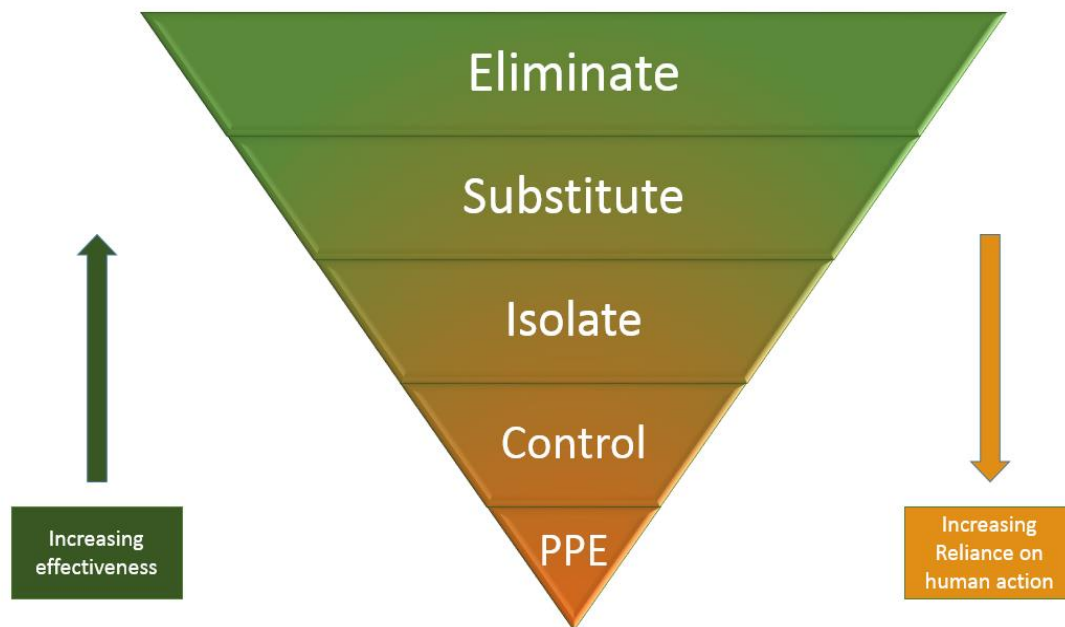 Eliminate
Substitute
Isolate
Control
PPE
Increasing
effectiveness
Increasing
Reliance on
human action